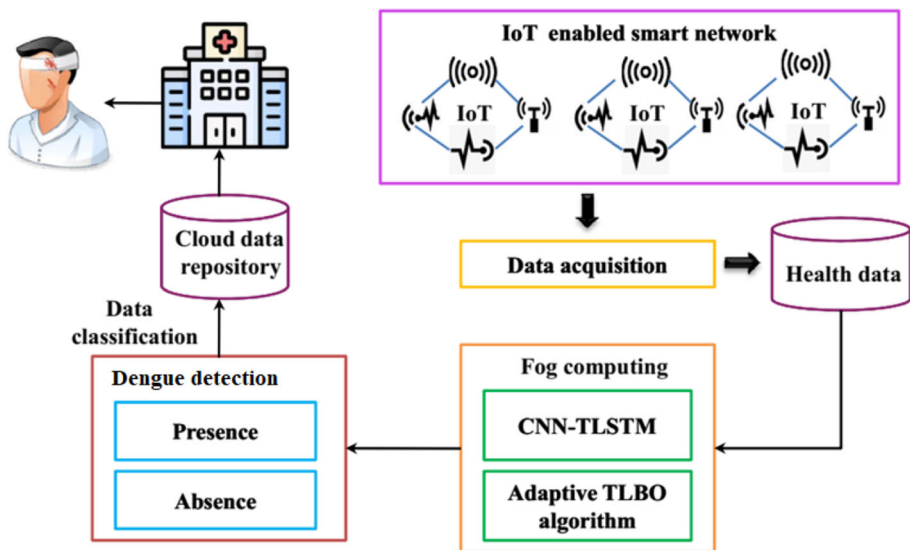 IoT enabled smart network
IoT
IoT
IoT
T
T
T
Cloud data
repository
Data acquisition
Health data
Data
classification
Dengue detection
Presence
Absence
Fog computing
CNN-TLSTM
Adaptive TLBO
algorithm